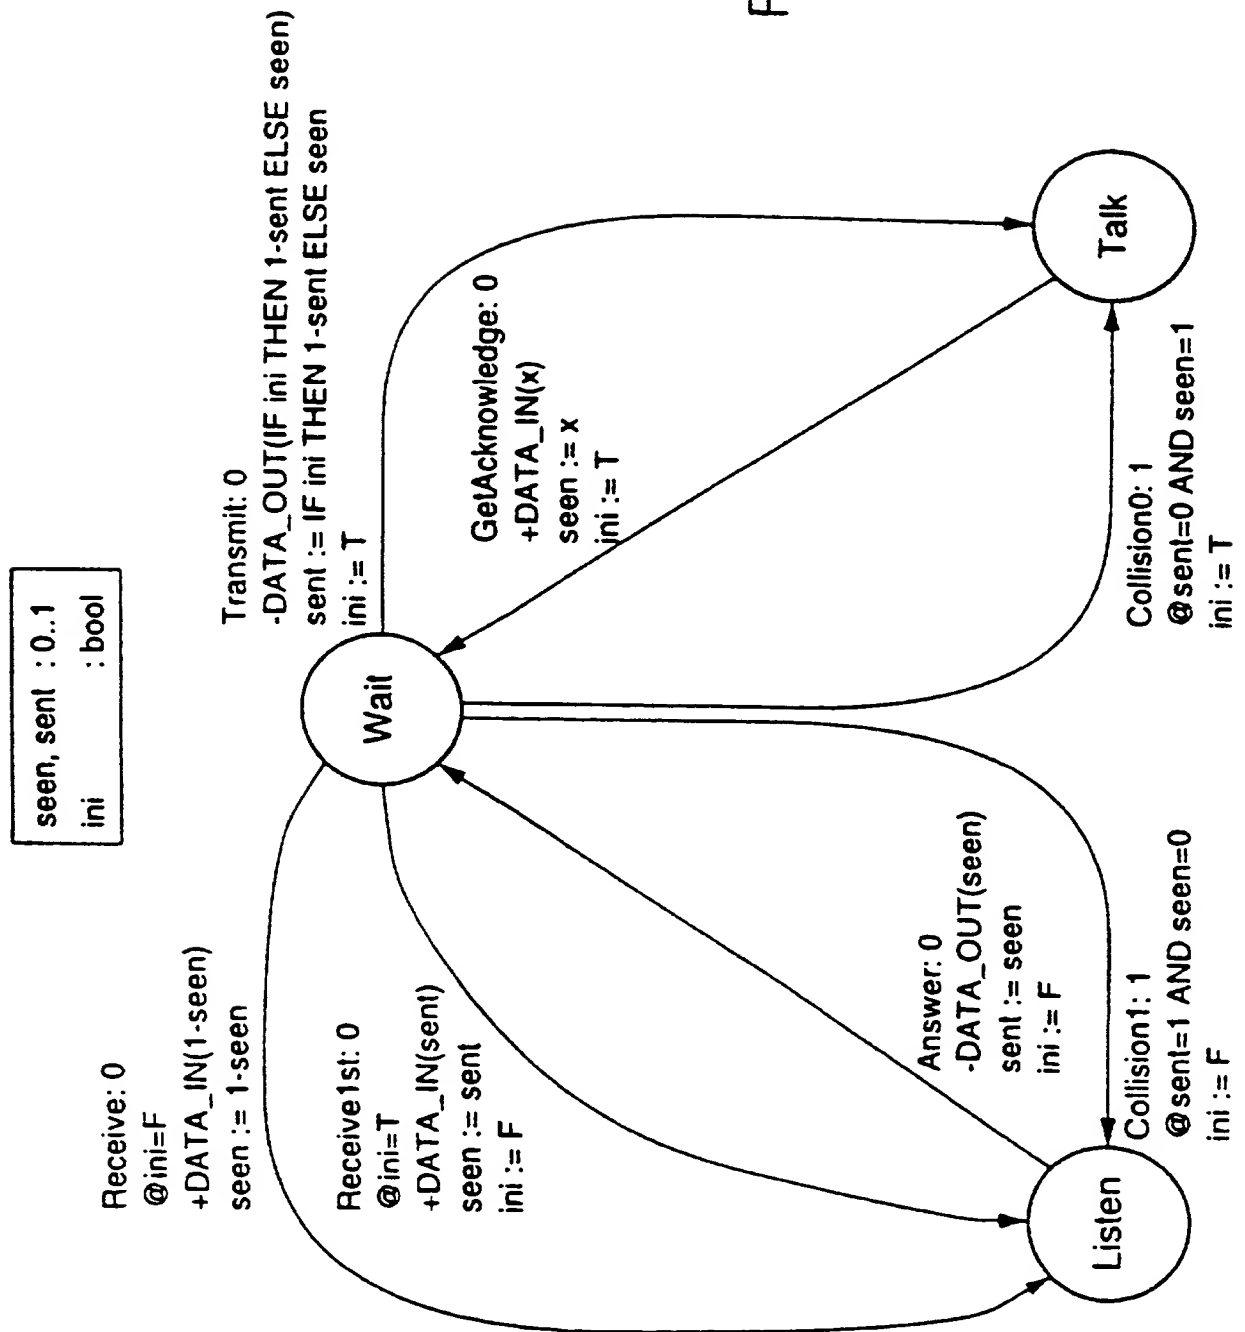 seen, sent : 0..1
ini : bool
Transmit: 0
-DATA_OUT(IF ini THEN 1-sent ELSE seen)
sent := IF ini THEN 1-sent ELSE seen
ini := T
Receive: 0
@ini=F
+DATA_IN(1-seen)
seen := 1-seen
Wait
Receive1st: 0
@ini=T
+DATA_IN(sent)
seen := sent
ini := F
GetAcknowledge: 0
+DATA_IN(x)
seen := x
ini := T
Answer: 0
-DATA_OUT(seen)
sent := seen
ini := F
Listen
Talk
Collision1: 1
@sent=1 AND seen=0
ini := F
Collision0: 1
@sent=0 AND seen=1
ini := T